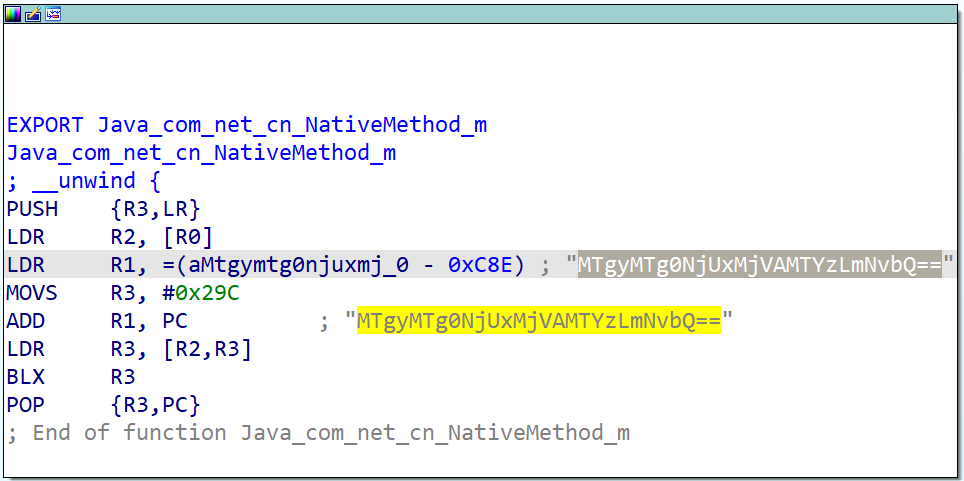 EXPORT Java_com_net_cn_NativeMethod_m
Java_com_net_cn_NativeMethod_m
; __unwind {
PUSH {R3,LR}
LDR R2, [R0]
LDR R1, =(aMtgymtg0njuxmj_0 - 0xC8E) ; "MTgyMTg0NjUxMjVAMTYzLmNvbQ=="
MOVS R3, #0x29C
ADD R1, PC ; "MTgyMTg0NjUxMjVAMTYzLmNvbQ=="
LDR R3, [R2,R3]
BLX R3
POP {R3,PC}
; End of function Java_com_net_cn_NativeMethod_m